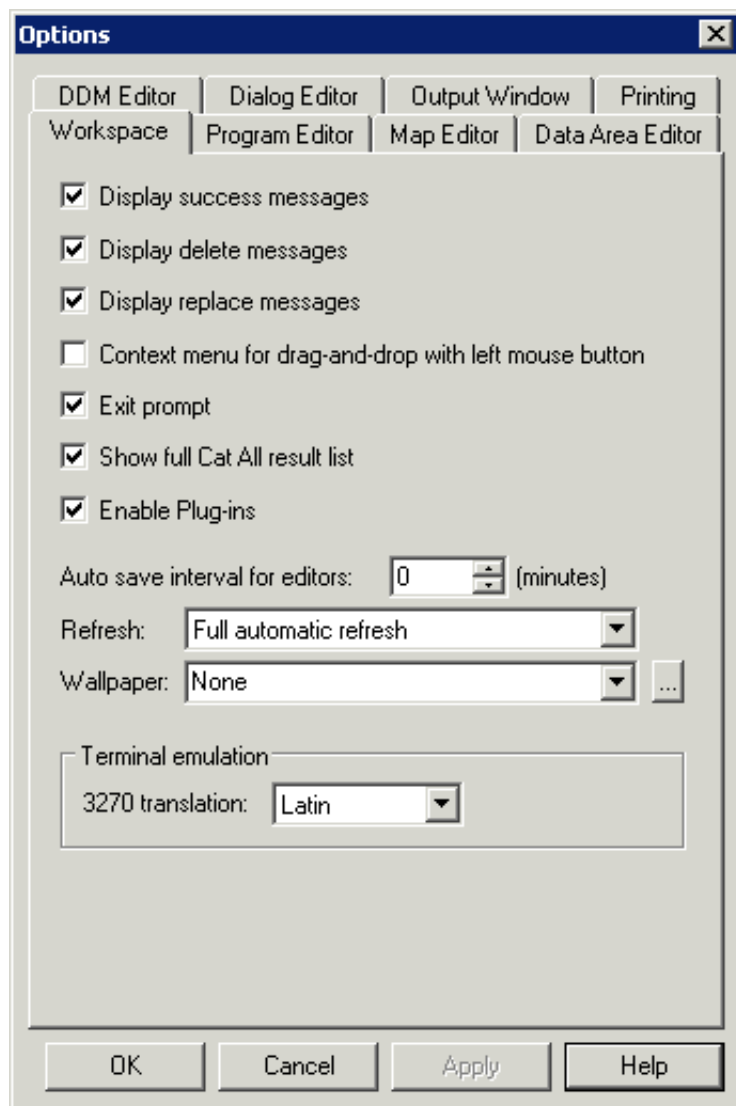 Options
DDM Editor Dialog Editor Output Window Printing
Workspace Program Editor Map Editor Data Area Editor
Display success messages
Display delete messages
Display replace messages
Context menu for drag-and-drop with left mouse button
Exit prompt
Show full Cat All result list
Enable Plug-ins
Auto save interval for editors: 0 (minutes)
Refresh: Full automatic refresh
Wallpaper: None ...
Terminal emulation
3270 translation: Latin
OK Cancel Apply Help